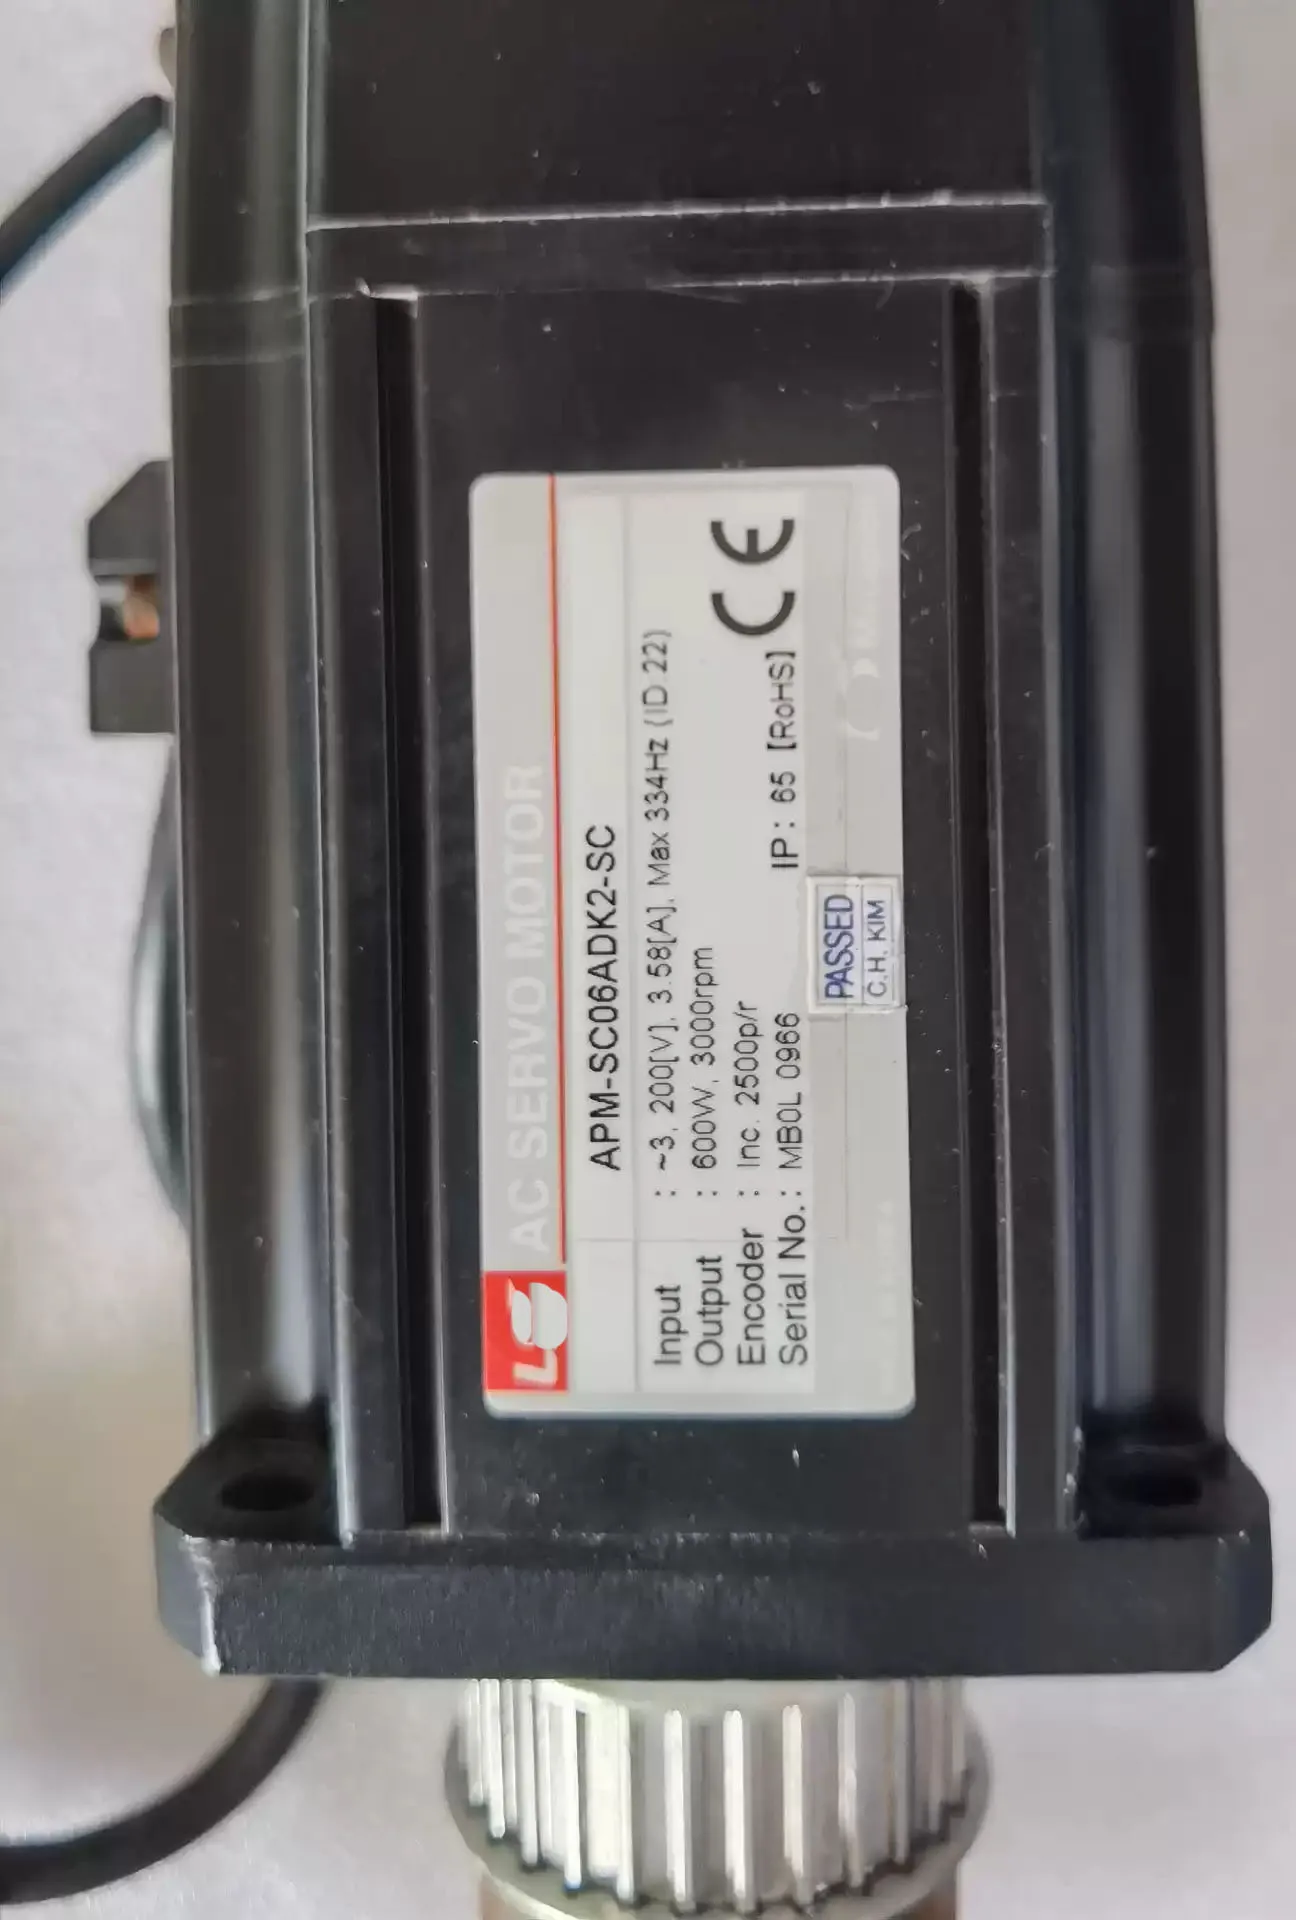 LS AC SERVO MOTOR
APM-SC06ADK2-SC
Input : ~3, 200[V], 3.58[A], Max 334Hz (ID 22)
Output : 600W, 3000rpm
Encoder : Inc. 2500p/r
Serial No. : MB0L 0966 IP : 65 [RoHS]
CE
PASSED
C.H. KIM